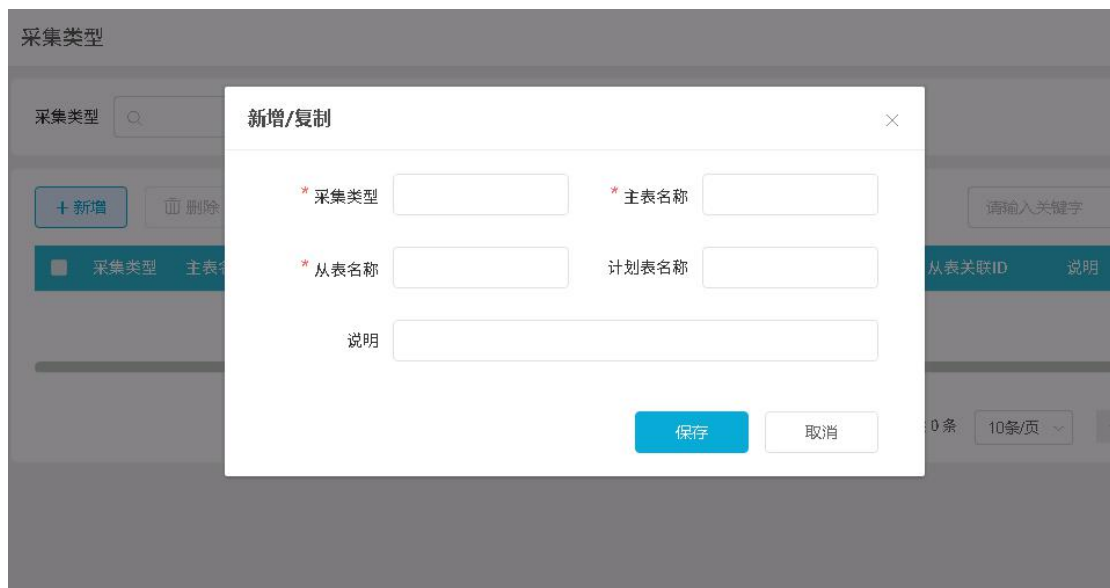 采集类型
采集类型
新增/复制
+ 新增
删除
* 采集类型
* 主表名称
请输入关键字
采集类型
主表
* 从表名称
计划表名称
从表关联ID
说明
说明
保存
取消
0 条
10条/页